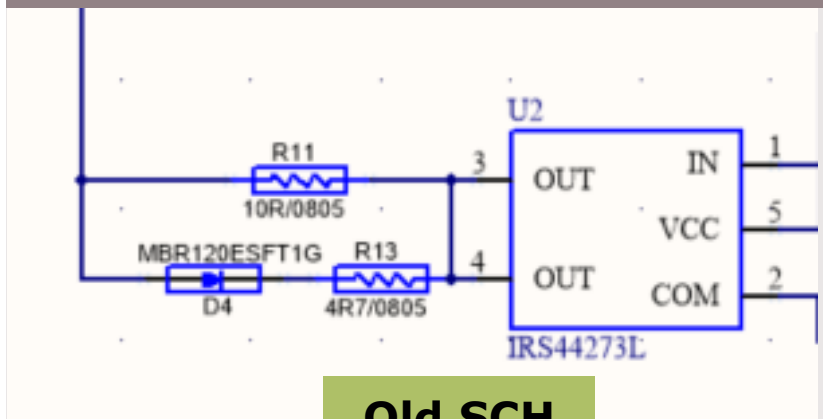 U2
R11
3
OUT
IN
1
10R/0805
VCC
5
MBR120ESFT1G
R13
4
OUT
COM
2
D4
4R7/0805
IRS44273L
Old SCH